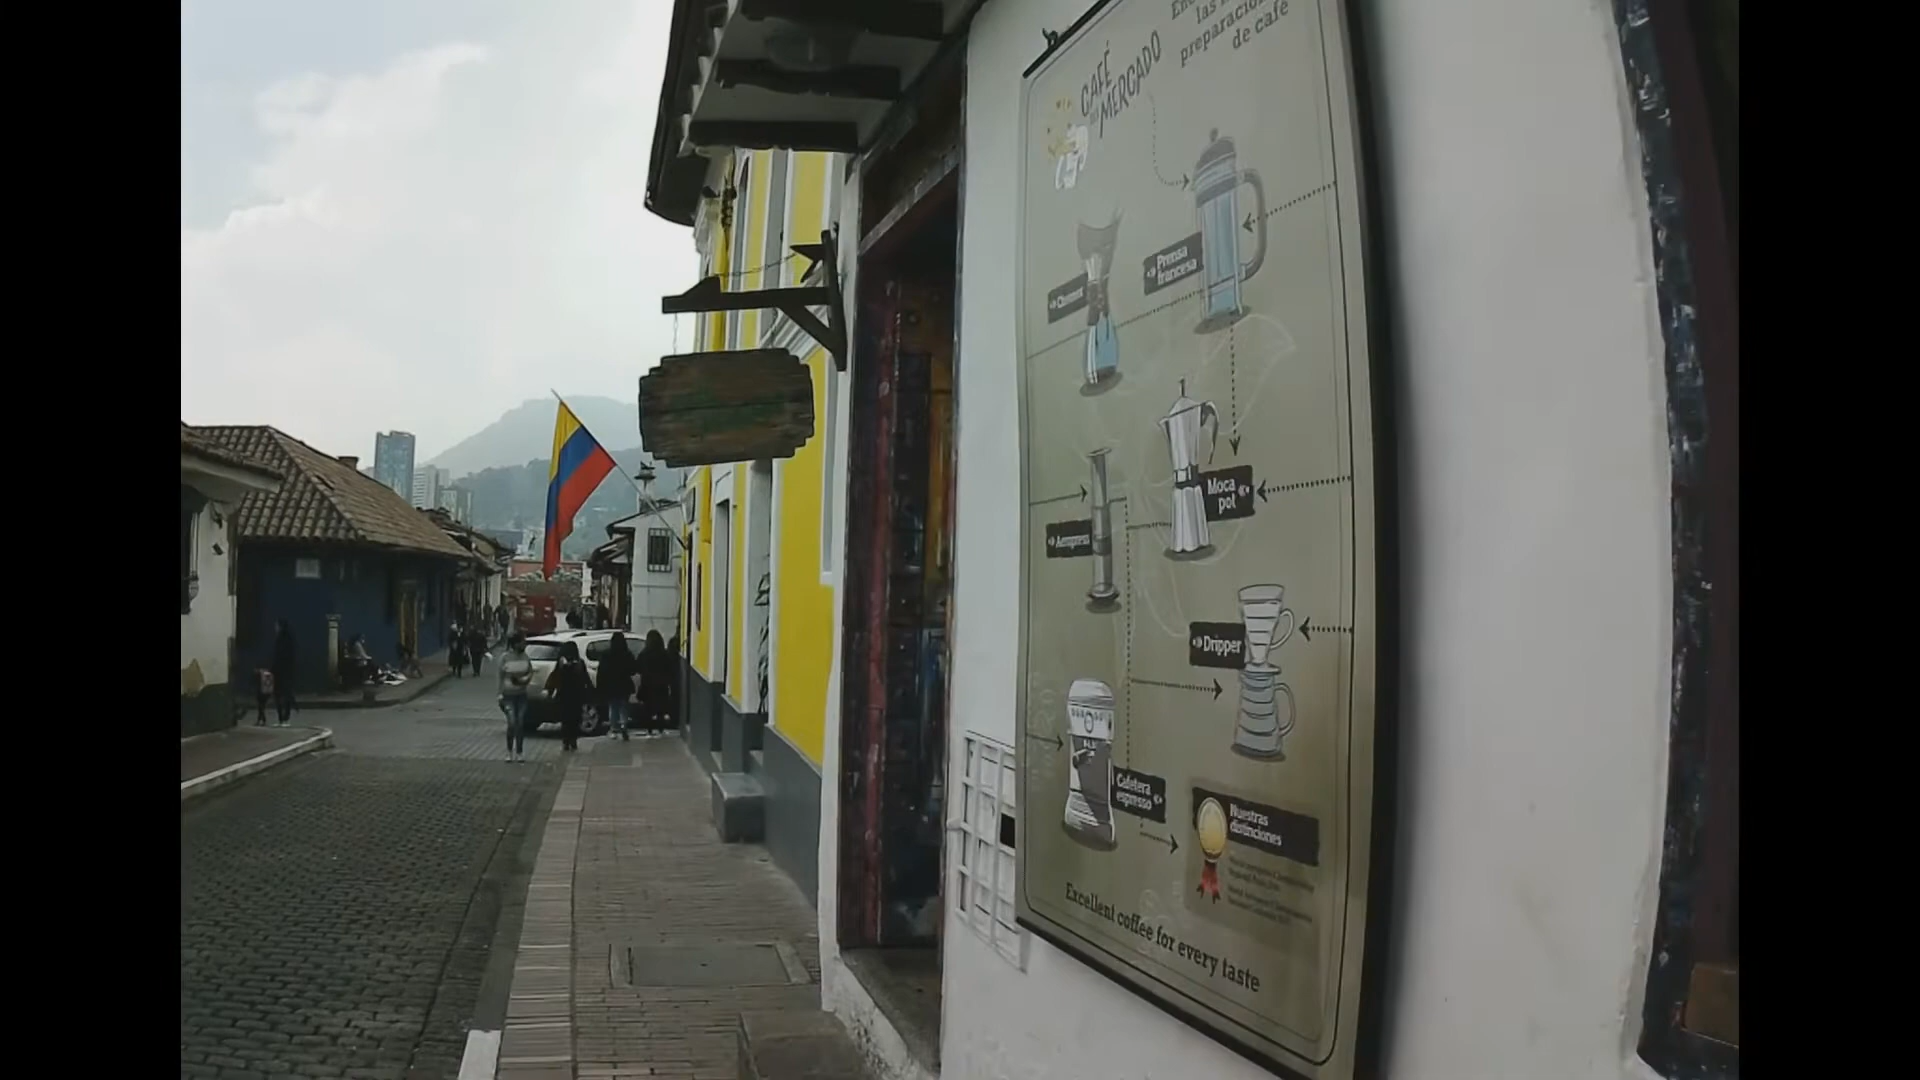 las
preparacion
de café
CAFÉ
MERCADO
Prensa
francesa
Chemex
Moca
pot
Aeropress
Dripper
Cafetera
espresso
Nuestras
distinciones
Excellent coffee for every taste